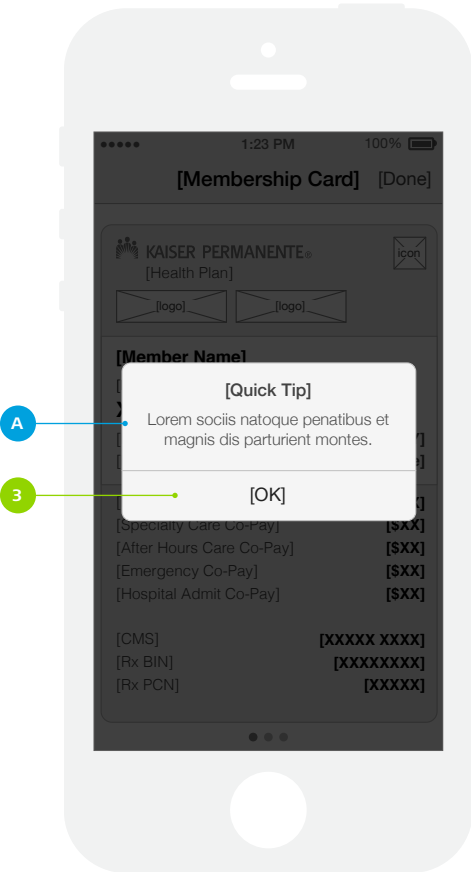 1:23 PM 100%
[Membership Card] [Done]
KAISER PERMANENTE®
[Health Plan]
icon
[logo] [logo]
[Member Name]
[Quick Tip]
Lorem sociis natoque penatibus et
magnis dis parturient montes.
A
3
[OK]
[Specialty Care Co-Pay] [$XX]
[After Hours Care Co-Pay] [$XX]
[Emergency Co-Pay] [$XX]
[Hospital Admit Co-Pay] [$XX]
[CMS] [XXXXX XXXX]
[Rx BIN] [XXXXXXXX]
[Rx PCN] [XXXXX]